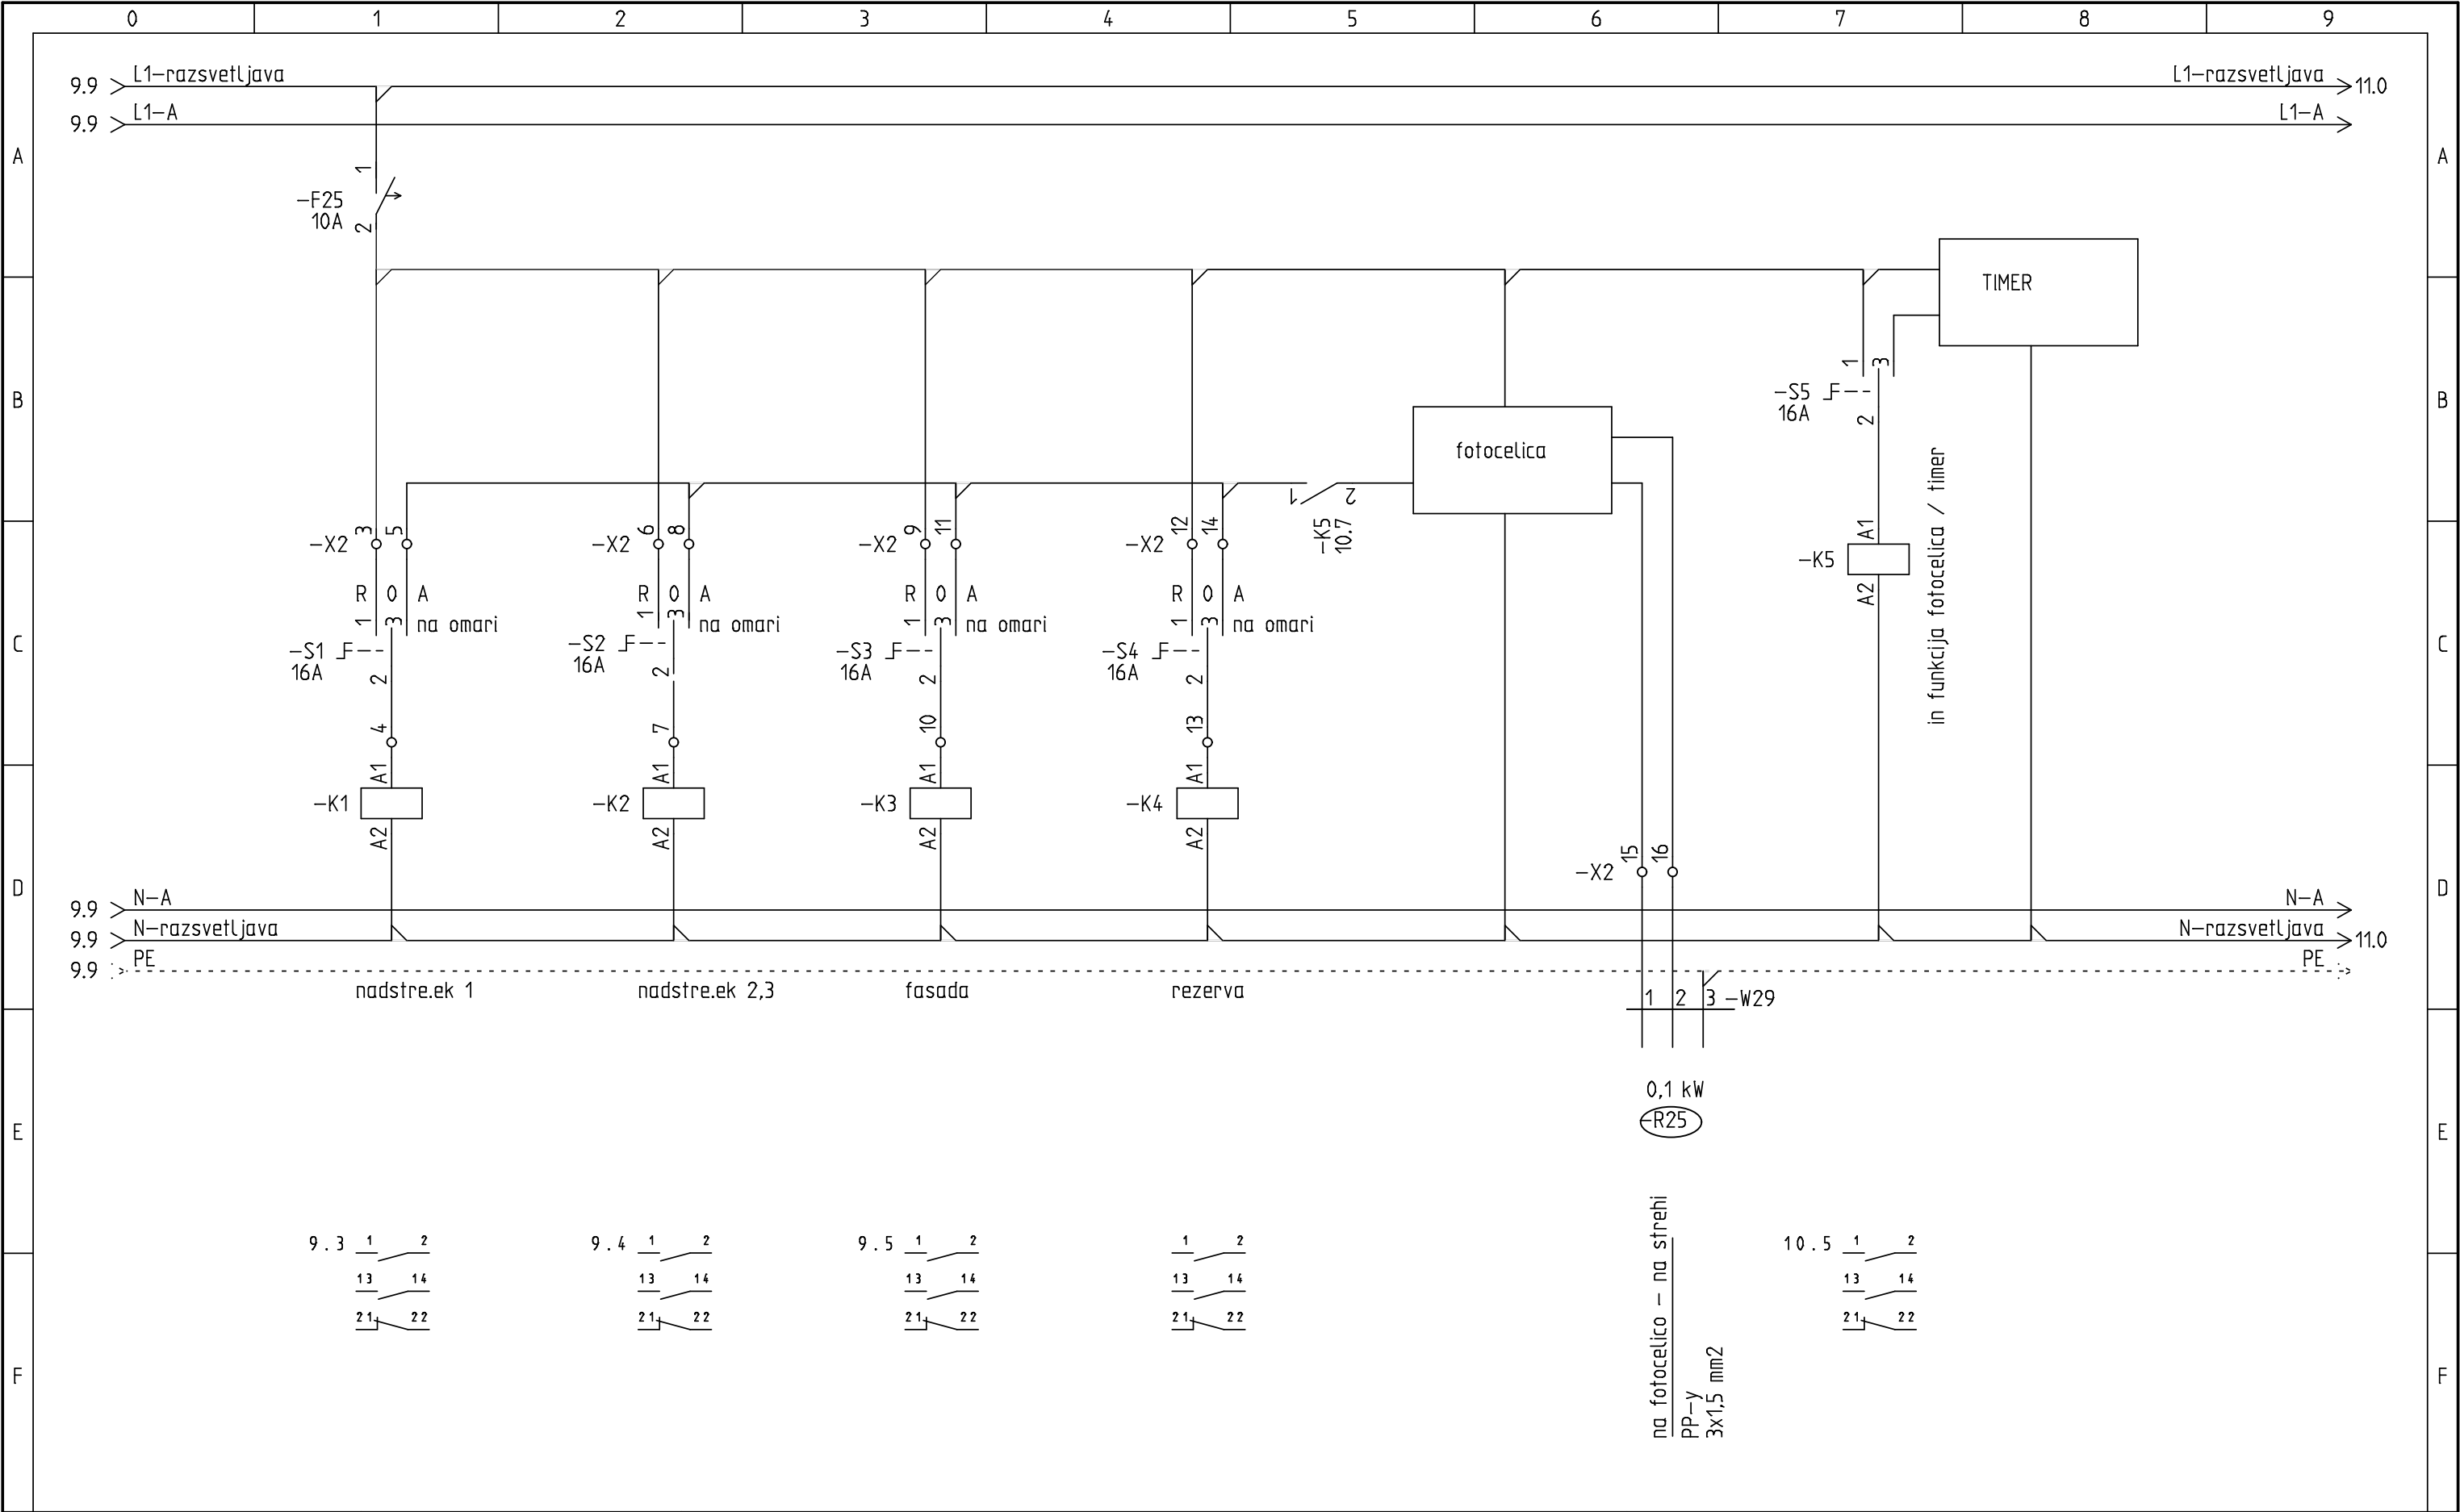 0 1 2 3 4 5 6 7 8 9
9.9 L1-razsvetljava L1-razsvetljava 11.0
9.9 L1-A L1-A
A A
1
-F25
10A
2
TIMER
1 3
-S5
16A
2
B B
fotocelica
in funkcija fotocelica / timer
1 2
-K5
10.7
-X2 3 5
-X2 6 8
-X2 9 11
-X2 12 14
A1
-K5
A2
R 0 A
R 0 A
R 0 A
R 0 A
1 3 na omari
1 3 na omari
1 3 na omari
1 3 na omari
C C
-S1
16A
2
-S2
16A
2
-S3
16A
2
-S4
16A
2
4
7
10
13
A1
-K1
A2
A1
-K2
A2
A1
-K3
A2
A1
-K4
A2
-X2 15 16
D D
9.9 N-A N-A
9.9 N-razsvetljava N-razsvetljava 11.0
9.9 PE PE
nadstre.ek 1
nadstre.ek 2,3
fasada
rezerva
1 2 3 -W29
0,1 kW
-R25
E E
na fotocelico - na strehi
PP-y
3x1,5 mm2
9.3 1 2
13 14
21 22
9.4 1 2
13 14
21 22
9.5 1 2
13 14
21 22
1 2
13 14
21 22
10.5 1 2
13 14
21 22
F F